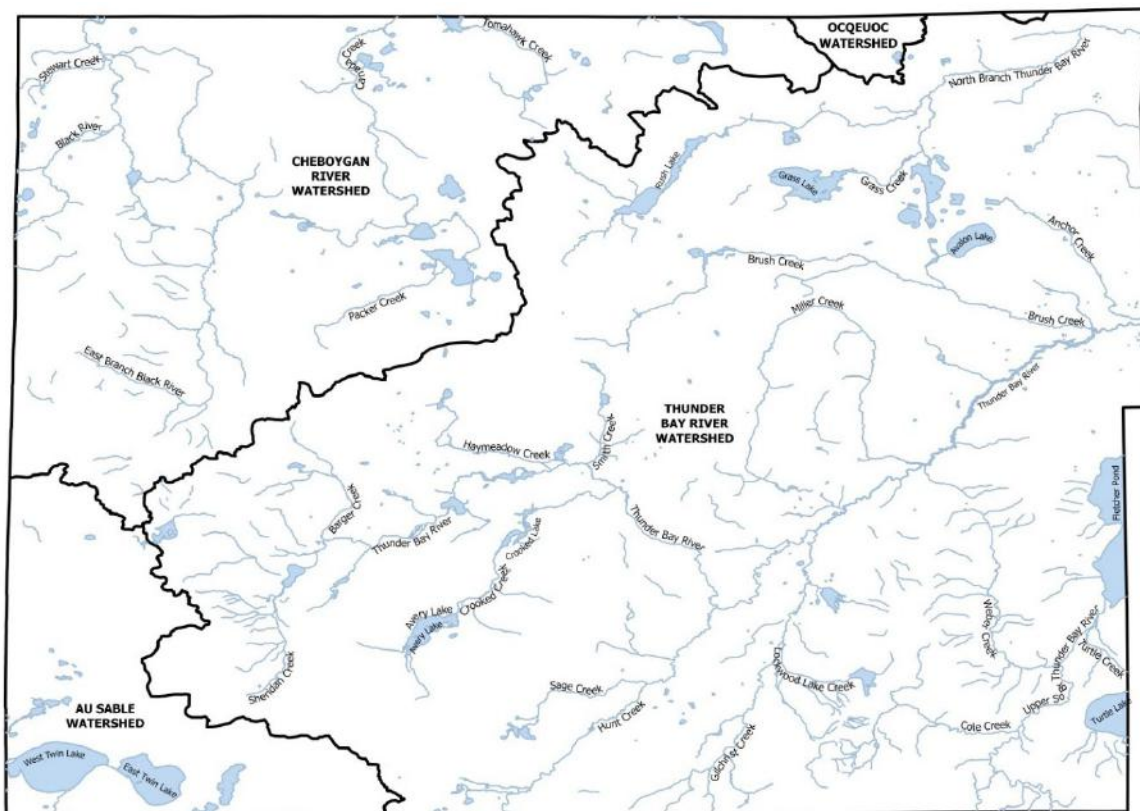 Tomahawk Creek
OCQEUOC
WATERSHED
Canada Creek
Stewart Creek
North Branch Thunder Bay River
Black River
CHEBOYGAN
RIVER
WATERSHED
Rush Lake
Grass Lake
Grass Creek
Anchor Creek
Avalon Lake
Brush Creek
Packer Creek
Miller Creek
Brush Creek
East Branch Black River
Thunder Bay River
THUNDER
BAY RIVER
WATERSHED
Haymeadow Creek
Smith Creek
Fletcher Pond
Barger Creek
Thunder Bay River
Crooked Lake
Thunder Bay River
Crooked Creek
Avery Lake
Avery Lake
Weber Creek
Thunder Bay River
Turtle Creek
Sheridan Creek
Sage Creek
Lockwood Lake Creek
Upper So
AU SABLE
WATERSHED
Hunt Creek
Cole Creek
Turtle Lake
Gilchrist Creek
West Twin Lake
East Twin Lake